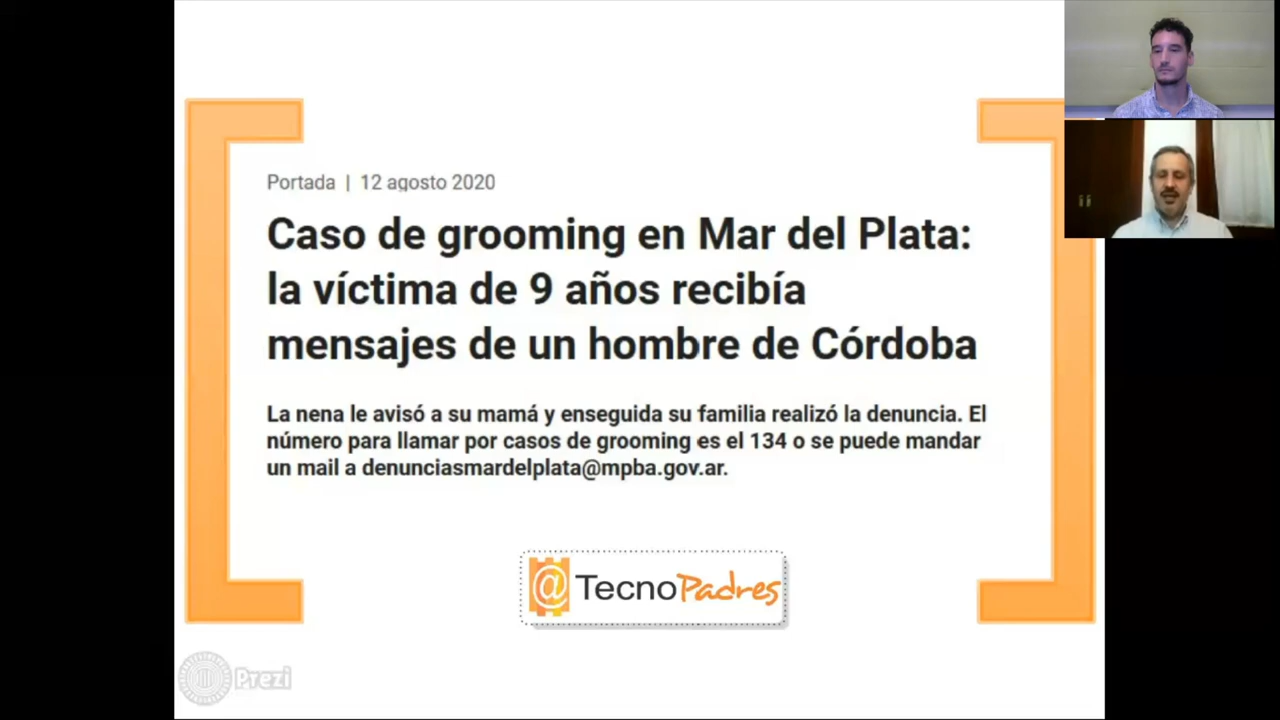 Portada | 12 agosto 2020
Caso de grooming en Mar del Plata:
la víctima de 9 años recibía
mensajes de un hombre de Córdoba
La nena le avisó a su mamá y enseguida su familia realizó la denuncia. El
número para llamar por casos de grooming es el 134 o se puede mandar
un mail a denunciasmardelplata@mpba.gov.ar.
@TecnoPadres
Prezi